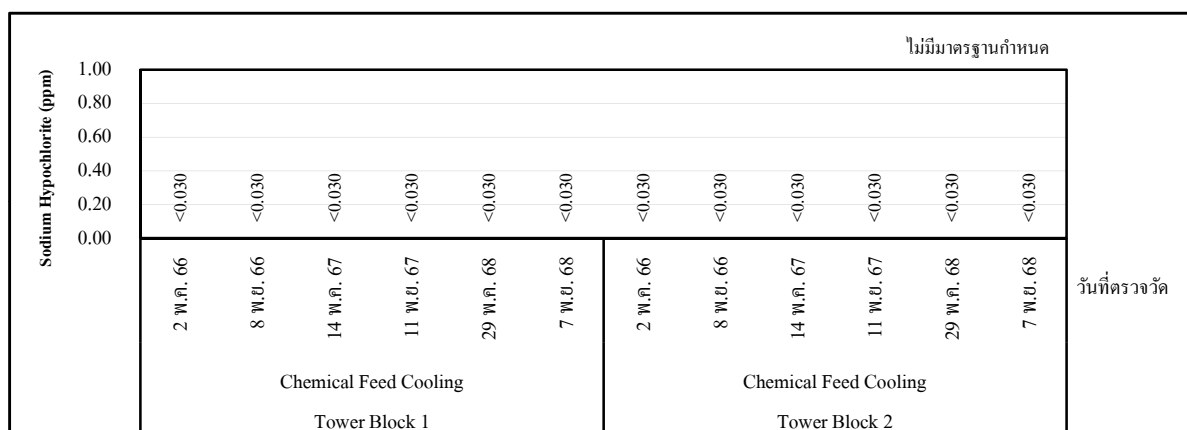 ไม่มีมาตรฐานกำหนด
Sodium Hypochlorite (ppm)
1.00
0.80
0.60
0.40
0.20
0.00
<0.030 <0.030 <0.030 <0.030 <0.030 <0.030 <0.030 <0.030 <0.030 <0.030 <0.030 <0.030
2 พ.ค. 66 8 พ.ย. 66 14 พ.ค. 67 11 พ.ย. 67 29 พ.ค. 68 7 พ.ย. 68 2 พ.ค. 66 8 พ.ย. 66 14 พ.ค. 67 11 พ.ย. 67 29 พ.ค. 68 7 พ.ย. 68
วันที่ตรวจวัด
Chemical Feed Cooling Chemical Feed Cooling
Tower Block 1 Tower Block 2